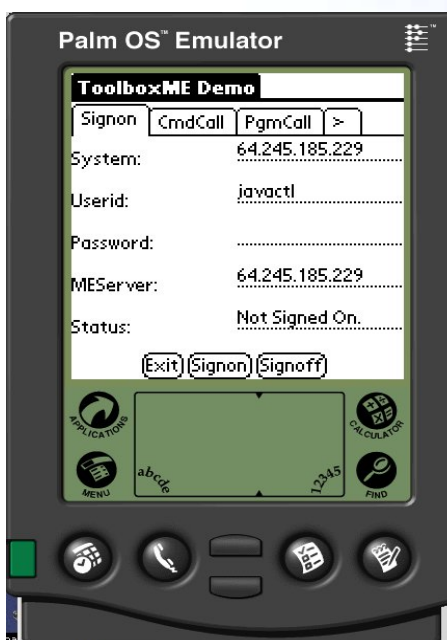 Palm OS™ Emulator
ToolboxME Demo
Signon CmdCall PgmCall >
System: 64.245.185.229
Userid: javactl
Password:
MEServer: 64.245.185.229
Status: Not Signed On.
Exit Signon Signoff
APPLICATIONS CALCULATOR
MENU abcde 12345 FIND